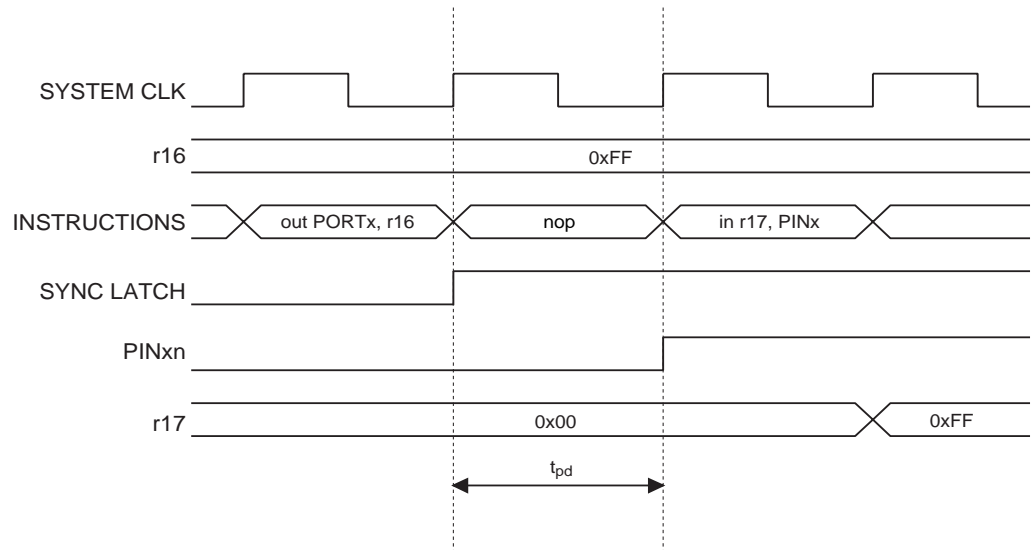 SYSTEM CLK
r16
0xFF
INSTRUCTIONS
out PORTx, r16
nop
in r17, PINx
SYNC LATCH
PINxn
r17
0x00
0xFF
tpd